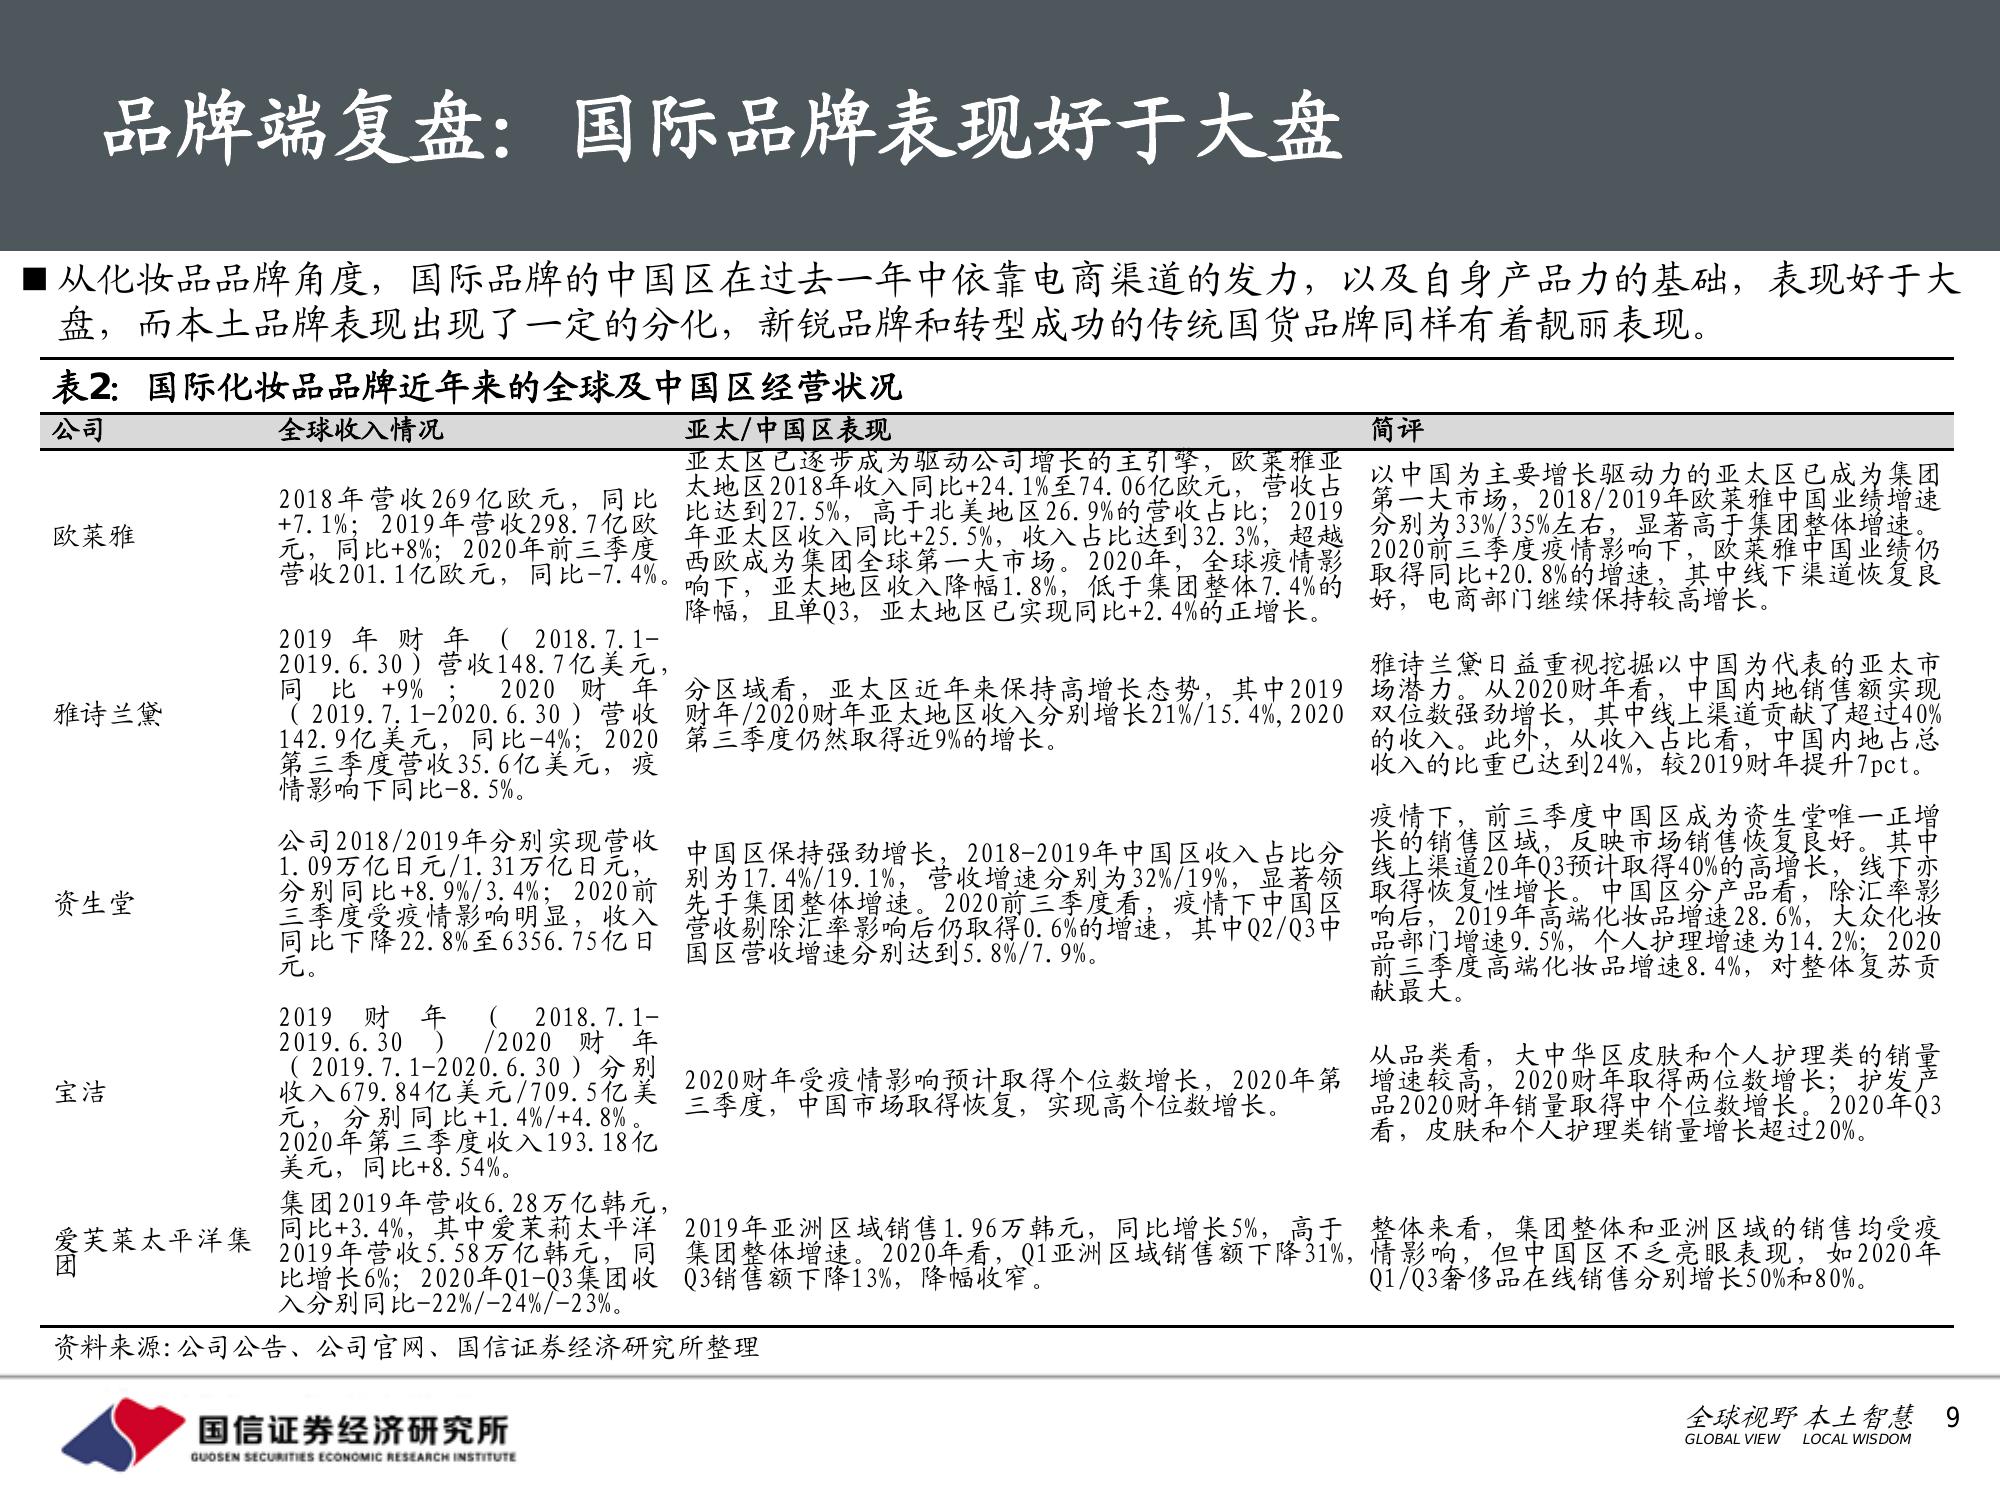 品牌端复盘：国际品牌表现好于大盘
■ 从化妆品品牌角度，国际品牌的中国区在过去一年中依靠电商渠道的发力，以及自身产品力的基础，表现好于大
盘，而本土品牌表现出现了一定的分化，新锐品牌和转型成功的传统国货品牌同样有着靓丽表现。
表2：国际化妆品品牌近年来的全球及中国区经营状况
公司 全球收入情况 亚太/中国区表现 简评
欧莱雅
2018年营收269亿欧元，同比
+7.1%；2019年营收298.7亿欧
元，同比+8%；2020年前三季度
营收201.1亿欧元，同比-7.4%。
亚太区已逐步成为驱动公司增长的主引擎，欧莱雅亚
太地区2018年收入同比+24.1%至74.06亿欧元，营收占
比达到27.5%，高于北美地区26.9%的营收占比；2019
年亚太区收入同比+25.5%，收入占比达到32.3%，超越
西欧成为集团全球第一大市场。2020年，全球疫情影
响下，亚太地区收入降幅1.8%，低于集团整体7.4%的
降幅，且单Q3，亚太地区已实现同比+2.4%的正增长。
以中国为主要增长驱动力的亚太区已成为集团
第一大市场，2018/2019年欧莱雅中国业绩增速
分别为33%/35%左右，显著高于集团整体增速。
2020前三季度疫情影响下，欧莱雅中国业绩仍
取得同比+20.8%的增速，其中线下渠道恢复良
好，电商部门继续保持较高增长。
雅诗兰黛
2019年财年（2018.7.1-
2019.6.30）营收148.7亿美元，
同比+9%；2020财年
（2019.7.1-2020.6.30）营收
142.9亿美元，同比-4%；2020
第三季度营收35.6亿美元，疫
情影响下同比-8.5%。
分区域看，亚太区近年来保持高增长态势，其中2019
财年/2020财年亚太地区收入分别增长21%/15.4%,2020
第三季度仍然取得近9%的增长。
雅诗兰黛日益重视挖掘以中国为代表的亚太市
场潜力。从2020财年看，中国内地销售额实现
双位数强劲增长，其中线上渠道贡献了超过40%
的收入。此外，从收入占比看，中国内地占总
收入的比重已达到24%，较2019财年提升7pct。
资生堂
公司2018/2019年分别实现营收
1.09万亿日元/1.31万亿日元，
分别同比+8.9%/3.4%；2020前
三季度受疫情影响明显，收入
同比下降22.8%至6356.75亿日
元。
中国区保持强劲增长，2018-2019年中国区收入占比分
别为17.4%/19.1%，营收增速分别为32%/19%，显著领
先于集团整体增速。2020前三季度看，疫情下中国区
营收剔除汇率影响后仍取得0.6%的增速，其中Q2/Q3中
国区营收增速分别达到5.8%/7.9%。
疫情下，前三季度中国区成为资生堂唯一正增
长的销售区域，反映市场销售恢复良好。其中
线上渠道20年Q3预计取得40%的高增长，线下亦
取得恢复性增长。中国区分产品看，除汇率影
响后，2019年高端化妆品增速28.6%，大众化妆
品部门增速9.5%，个人护理增速为14.2%；2020
前三季度高端化妆品增速8.4%，对整体复苏贡
献最大。
宝洁
2019财年（2018.7.1-
2019.6.30）/2020财年
（2019.7.1-2020.6.30）分别
收入679.84亿美元/709.5亿美
元，分别同比+1.4%/+4.8%。
2020年第三季度收入193.18亿
美元，同比+8.54%。
2020财年受疫情影响预计取得个位数增长，2020年第
三季度，中国市场取得恢复，实现高个位数增长。
从品类看，大中华区皮肤和个人护理类的销量
增速较高，2020财年取得两位数增长；护发产
品2020财年销量取得中个位数增长。2020年Q3
看，皮肤和个人护理类销量增长超过20%。
爱芙莱太平洋集
团
集团2019年营收6.28万亿韩元，
同比+3.4%，其中爱茉莉太平洋
2019年营收5.58万亿韩元，同
比增长6%；2020年Q1-Q3集团收
入分别同比-22%/-24%/-23%。
2019年亚洲区域销售1.96万韩元，同比增长5%，高于
集团整体增速。2020年看，Q1亚洲区域销售额下降31%，
Q3销售额下降13%，降幅收窄。
整体来看，集团整体和亚洲区域的销售均受疫
情影响，但中国区不乏亮眼表现，如2020年
Q1/Q3奢侈品在线销售分别增长50%和80%。
资料来源:公司公告、公司官网、国信证券经济研究所整理
国信证券经济研究所
GUOSEN SECURITIES ECONOMIC RESEARCH INSTITUTE
全球视野 本土智慧
GLOBAL VIEW LOCAL WISDOM
9